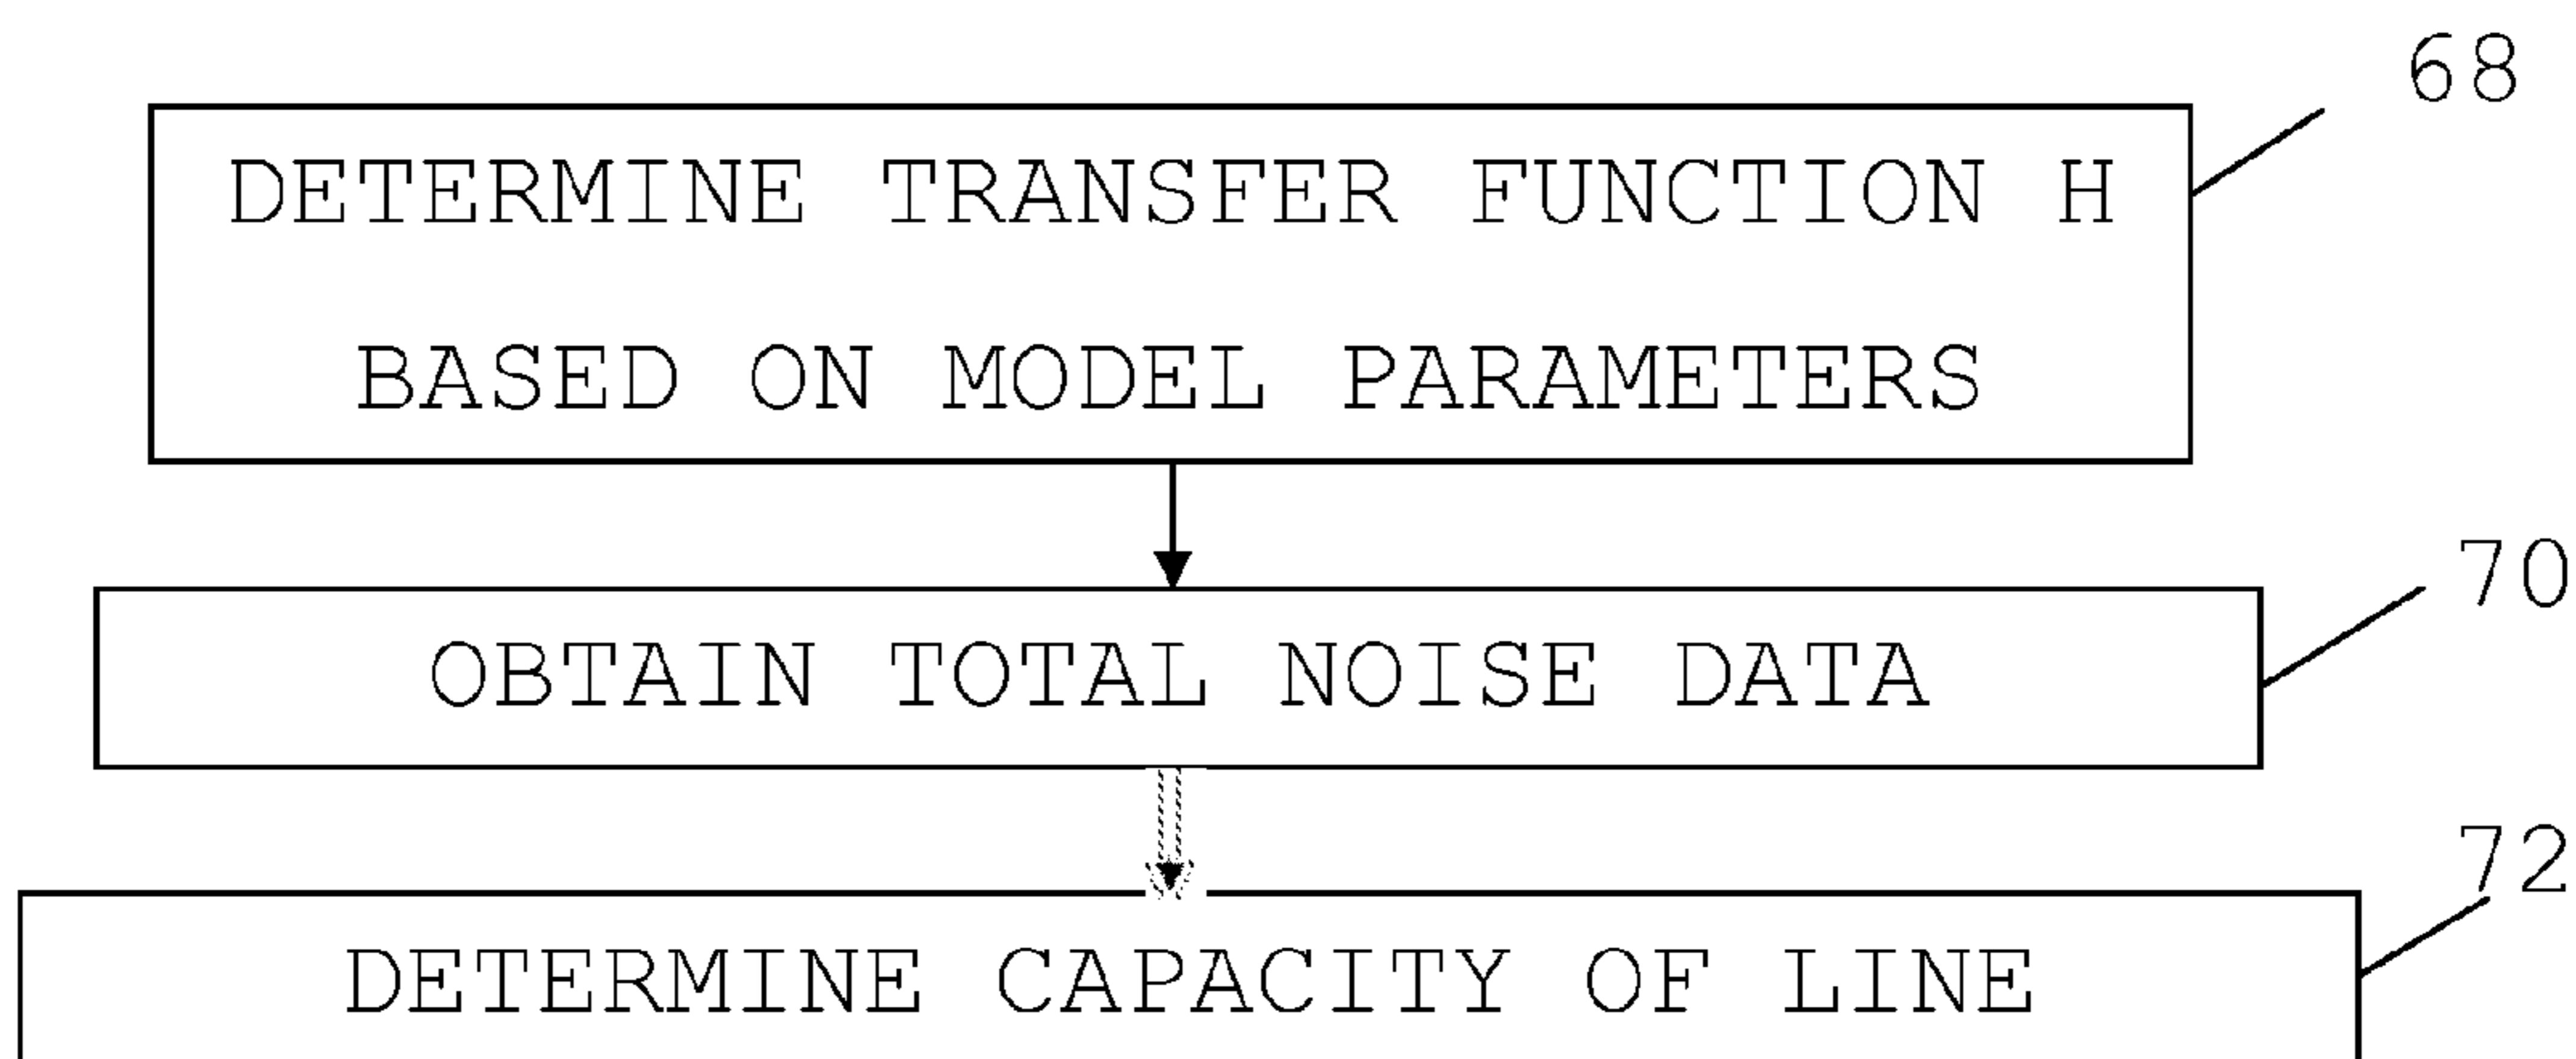 68
DETERMINE TRANSFER FUNCTION H
BASED ON MODEL PARAMETERS
70
OBTAIN TOTAL NOISE DATA
72
DETERMINE CAPACITY OF LINE